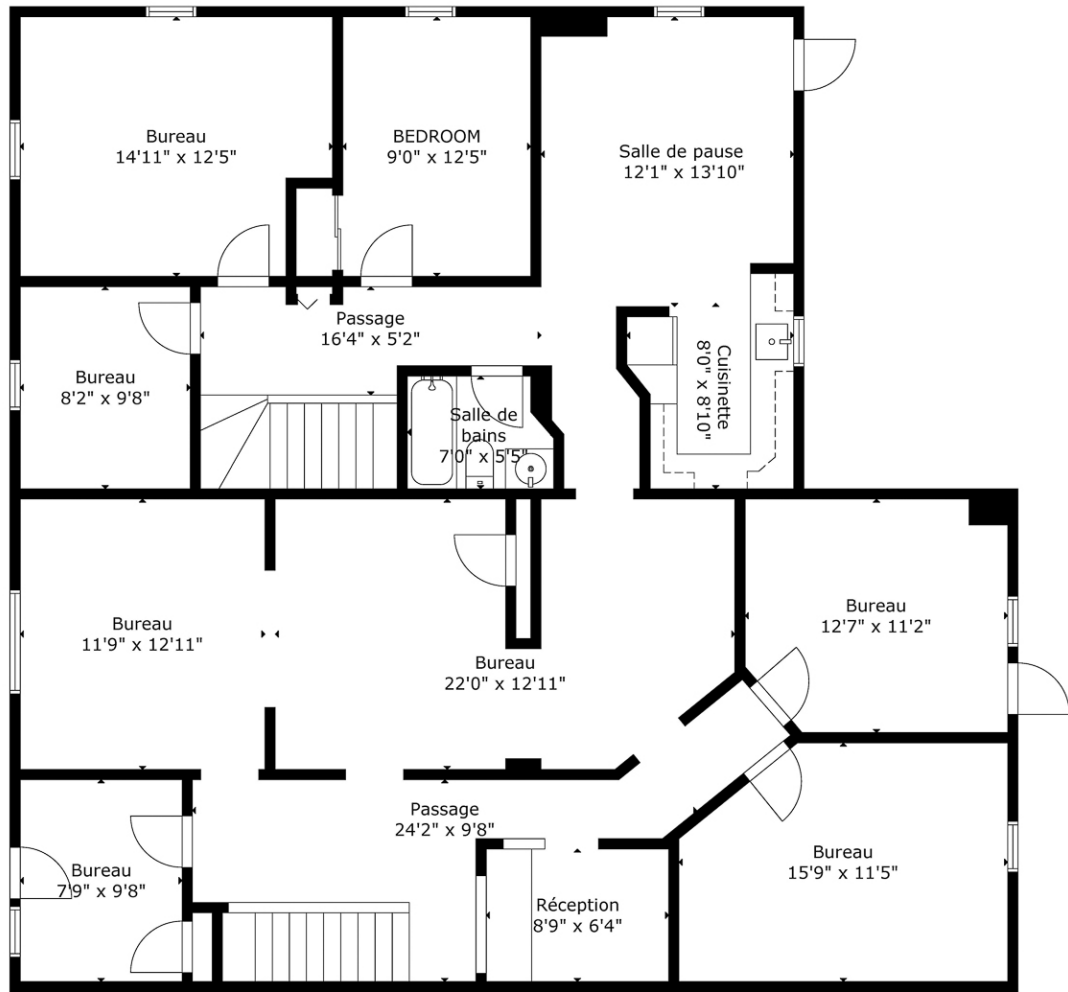 Bureau
14'11" x 12'5"
BEDROOM
9'0" x 12'5"
Salle de pause
12'1" x 13'10"
Passage
16'4" x 5'2"
Bureau
8'2" x 9'8"
Cuisinette
8'0" x 8'10"
Salle de
bains
7'0" x 5'5"
Bureau
11'9" x 12'11"
Bureau
22'0" x 12'11"
Bureau
12'7" x 11'2"
Passage
24'2" x 9'8"
Bureau
7'9" x 9'8"
Réception
8'9" x 6'4"
Bureau
15'9" x 11'5"